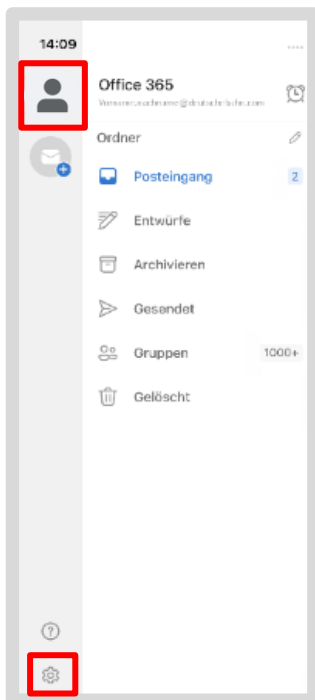 14:09
Office 365
Ordner
Posteingang 2
Entwürfe
Archivieren
Gesendet
Gruppen 1000+
Gelöscht